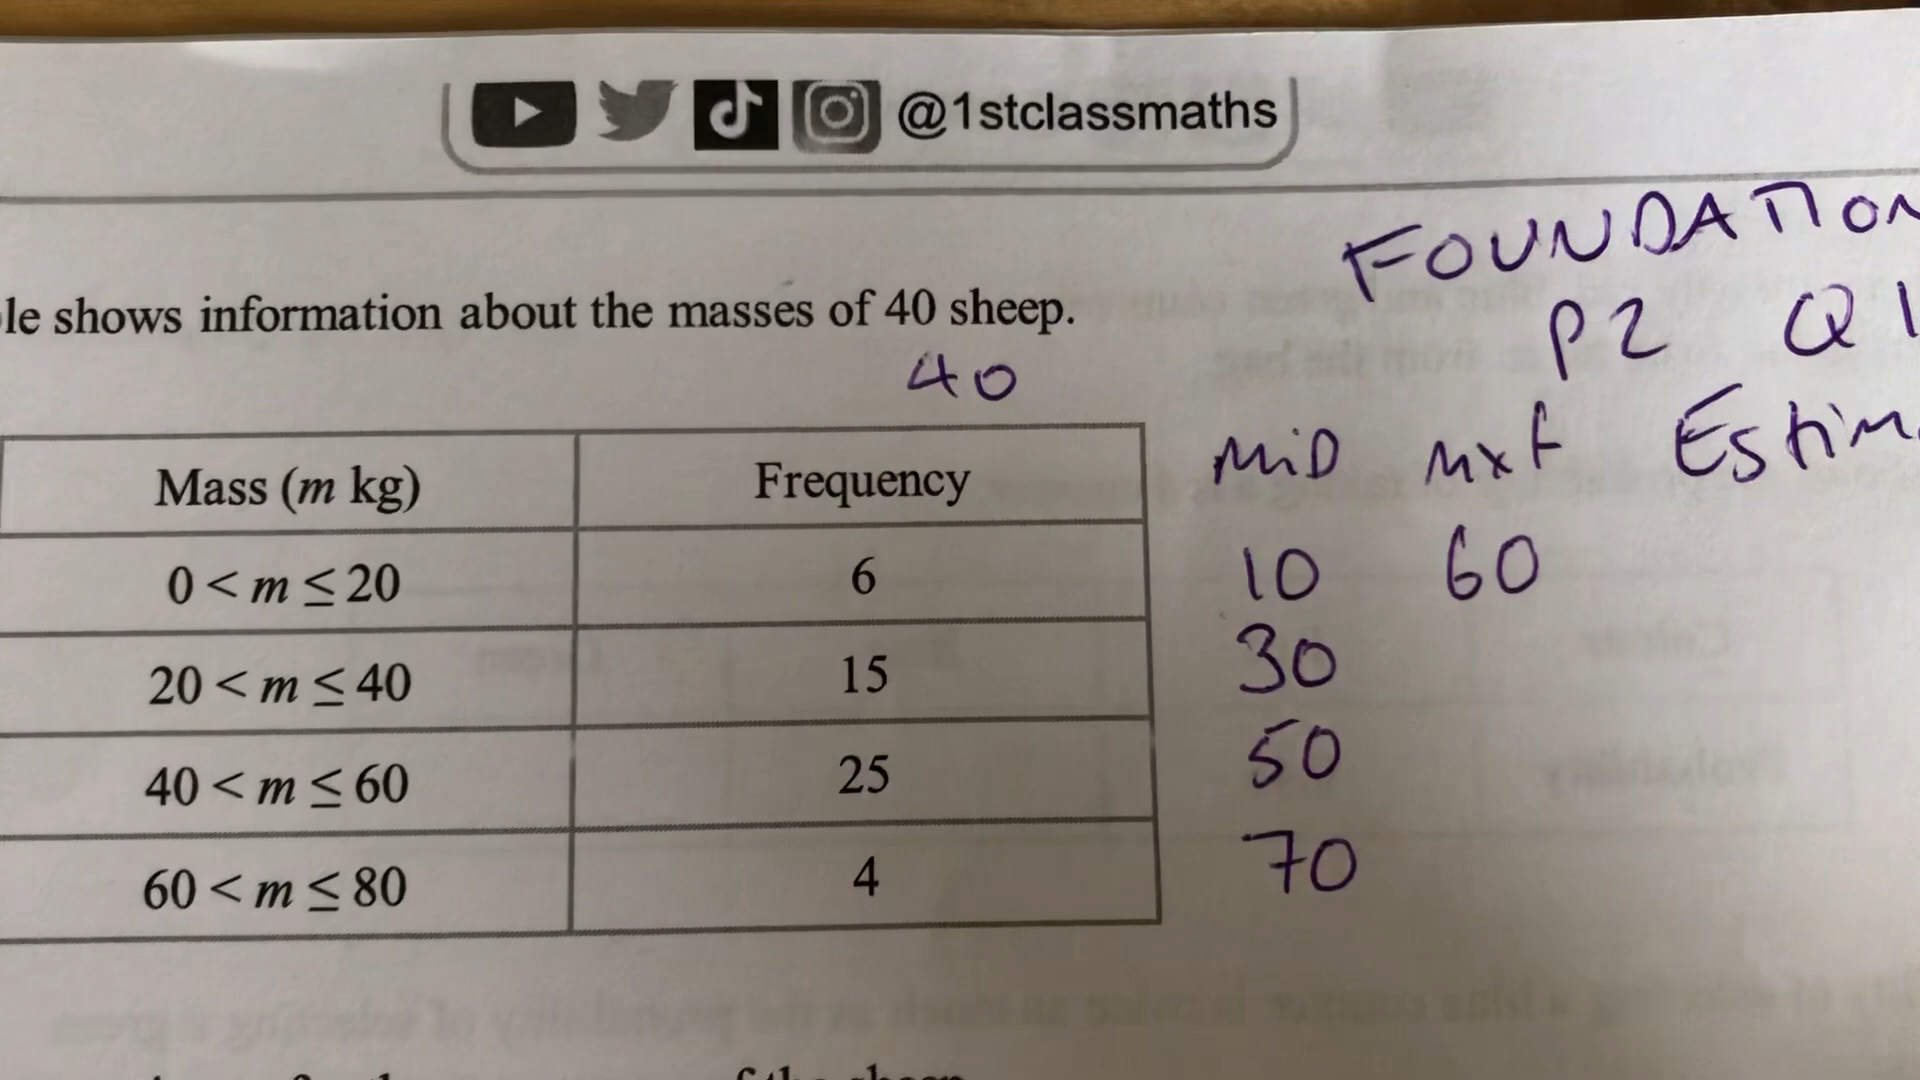 @1stclassmaths
FOUNDATION
le shows information about the masses of 40 sheep.
P2 Q1
40
Mass (m kg) Frequency MiD mxf Estim
0 < m ≤ 20 6 10 60
20 < m ≤ 40 15 30
40 < m ≤ 60 25 50
60 < m ≤ 80 4 70